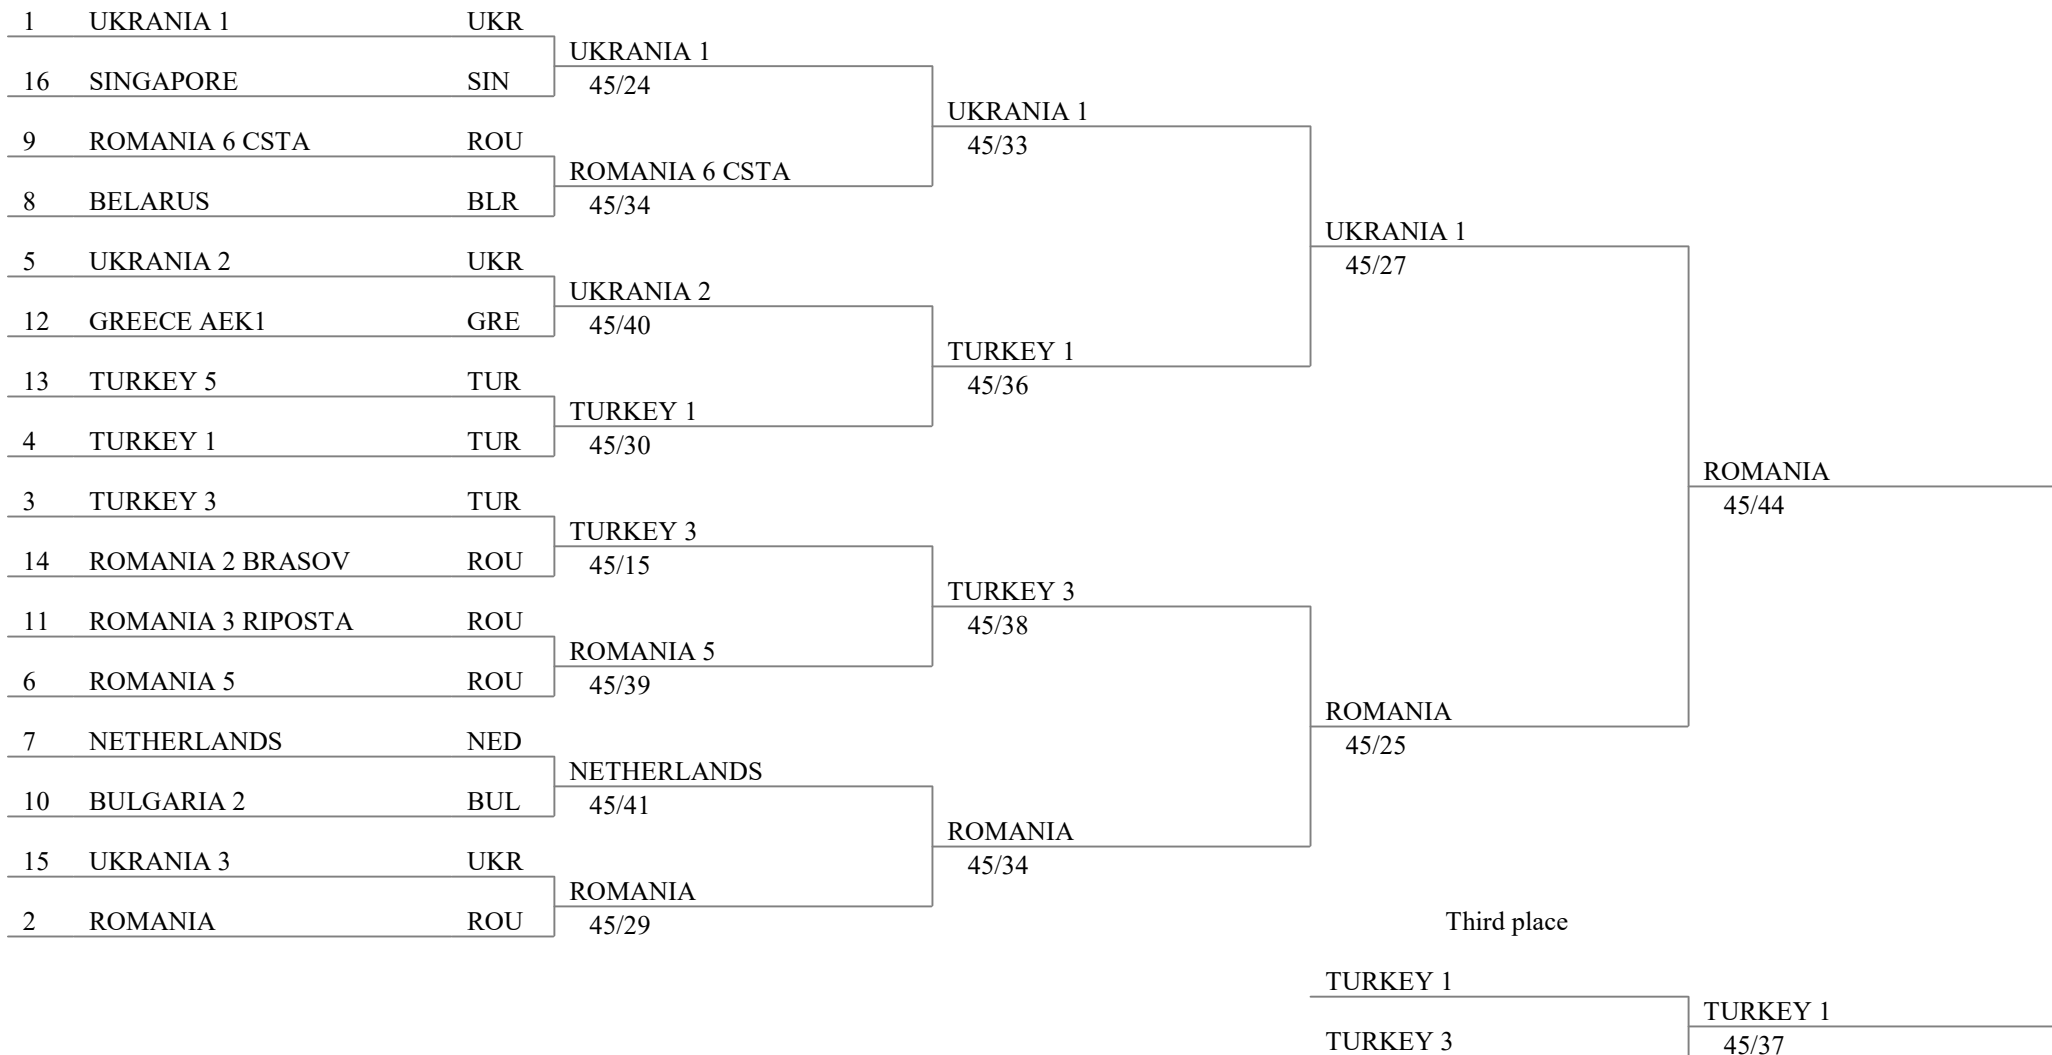 1 UKRANIA 1 UKR
UKRANIA 1
16 SINGAPORE SIN
45/24
UKRANIA 1
9 ROMANIA 6 CSTA ROU
45/33
ROMANIA 6 CSTA
8 BELARUS BLR
45/34
UKRANIA 1
5 UKRANIA 2 UKR
45/27
UKRANIA 2
12 GREECE AEK1 GRE
45/40
TURKEY 1
13 TURKEY 5 TUR
45/36
TURKEY 1
4 TURKEY 1 TUR
45/30
ROMANIA
3 TURKEY 3 TUR
45/44
TURKEY 3
14 ROMANIA 2 BRASOV ROU
45/15
TURKEY 3
11 ROMANIA 3 RIPOSTA ROU
45/38
ROMANIA 5
6 ROMANIA 5 ROU
45/39
ROMANIA
7 NETHERLANDS NED
45/25
NETHERLANDS
10 BULGARIA 2 BUL
45/41
ROMANIA
15 UKRANIA 3 UKR
45/34
ROMANIA
2 ROMANIA ROU
45/29
Third place
TURKEY 1
TURKEY 1
TURKEY 3
45/37